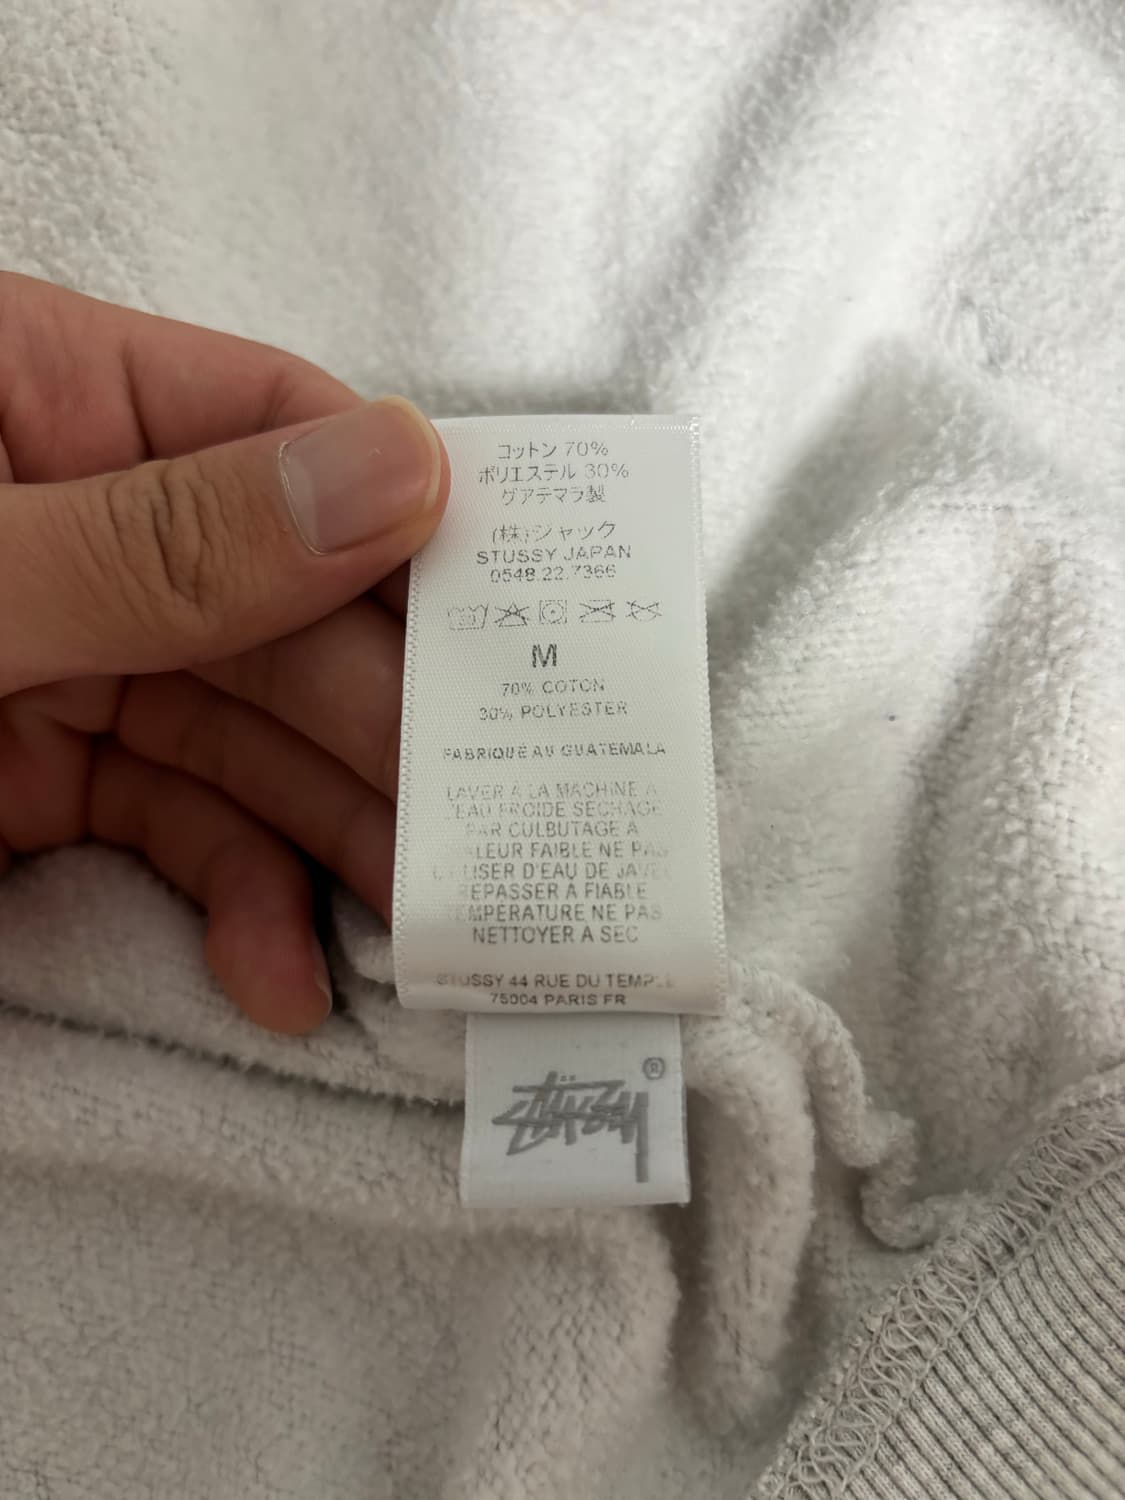 コットン 70%
ポリエステル 30%
グアテマラ製
(株)ジャック
STUSSY JAPAN
0548.22.7366
30
M
70% COTON
30% POLYESTER
FABRIQUE AU GUATEMALA
LAVER A LA MACHINE A
L'EAU FROIDE SECHAGE
PAR CULBUTAGE A
FAIBLE NE PAS
D'EAU DE JAVEL
REPASSER A FIABLE
TEMPERATURE NE PAS
NETTOYER A SEC
STUSSY 44 RUE DU TEMPLE
75004 PARIS FR
STÜSSY ®